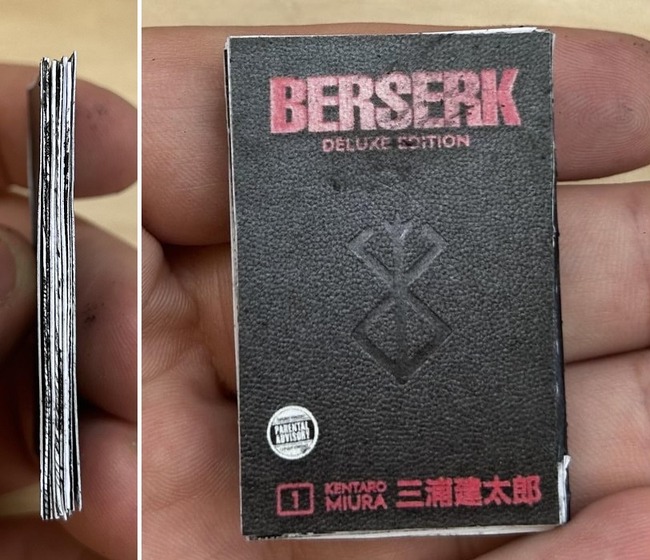 BERSERK
DELUXE EDITION
PARENTAL
ADVISORY
1
KENTARO
MIURA
三浦建太郎